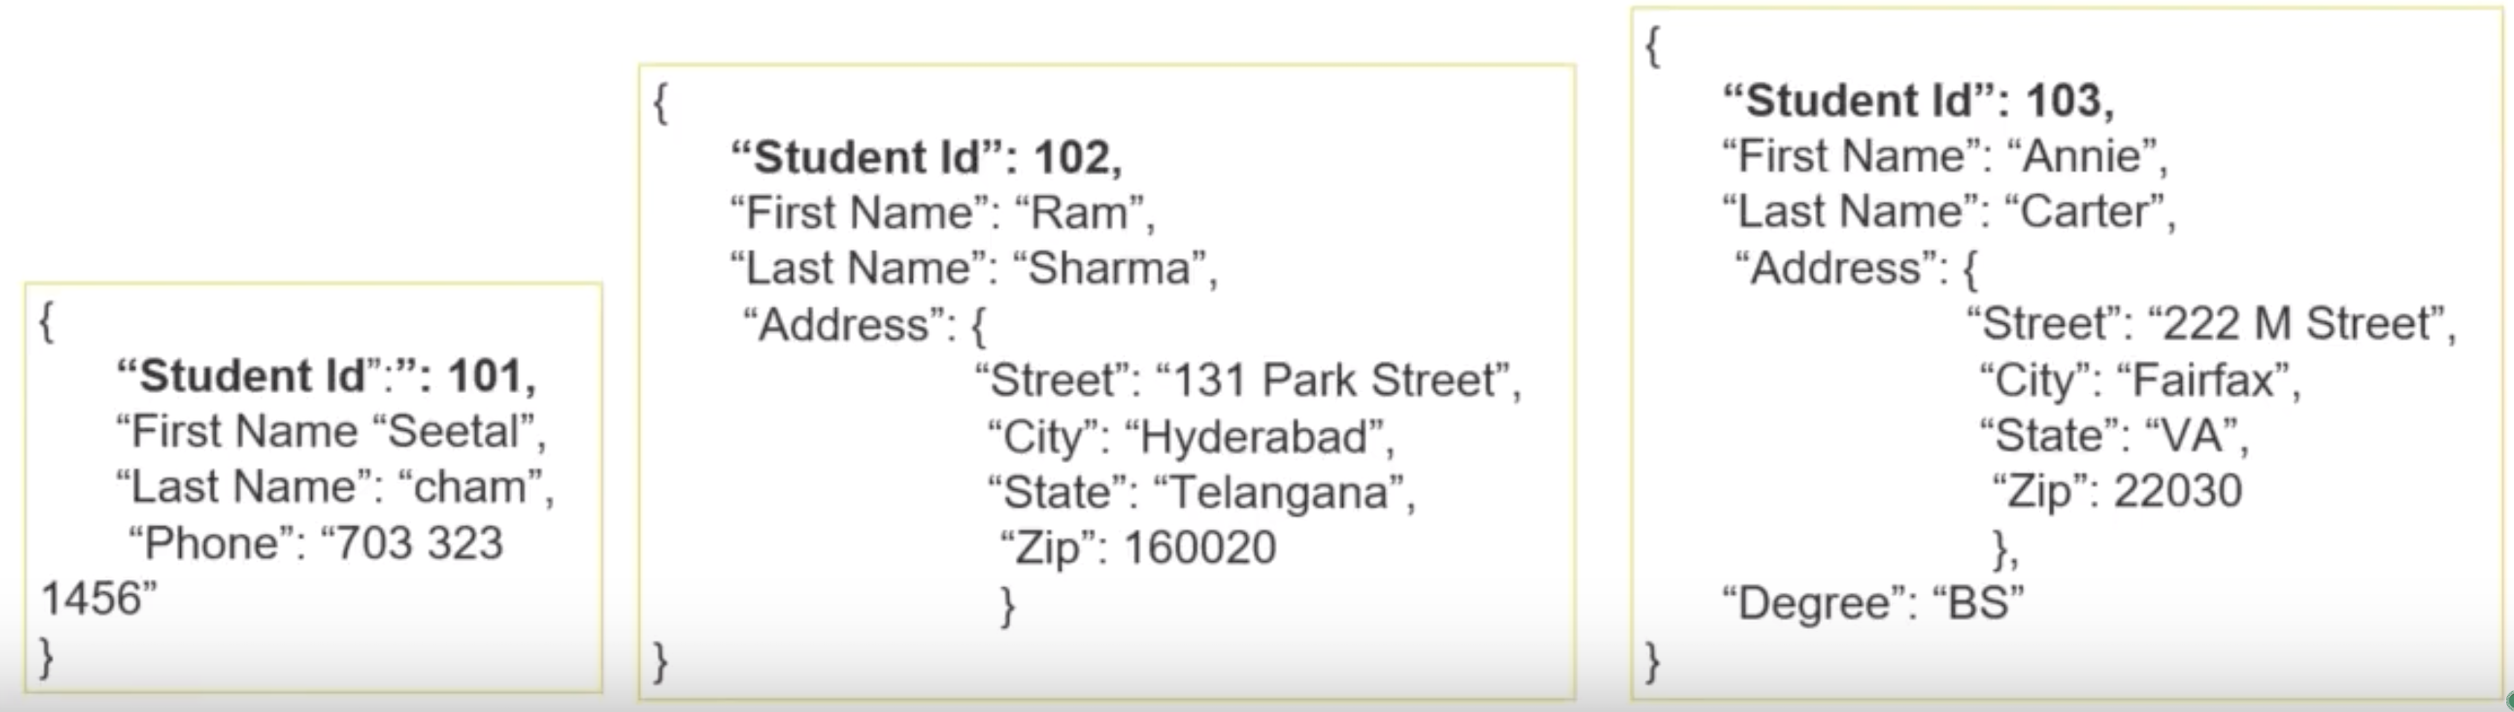 {
“Student Id”:”: 101,
“First Name “Seetal”,
“Last Name”: “cham”,
“Phone”: “703 323
1456”
}
{
“Student Id”: 102,
“First Name”: “Ram”,
“Last Name”: “Sharma”,
“Address”: {
“Street”: “131 Park Street”,
“City”: “Hyderabad”,
“State”: “Telangana”,
“Zip”: 160020
}
}
{
“Student Id”: 103,
“First Name”: “Annie”,
“Last Name”: “Carter”,
“Address”: {
“Street”: “222 M Street”,
“City”: “Fairfax”,
“State”: “VA”,
“Zip”: 22030
},
“Degree”: “BS”
}